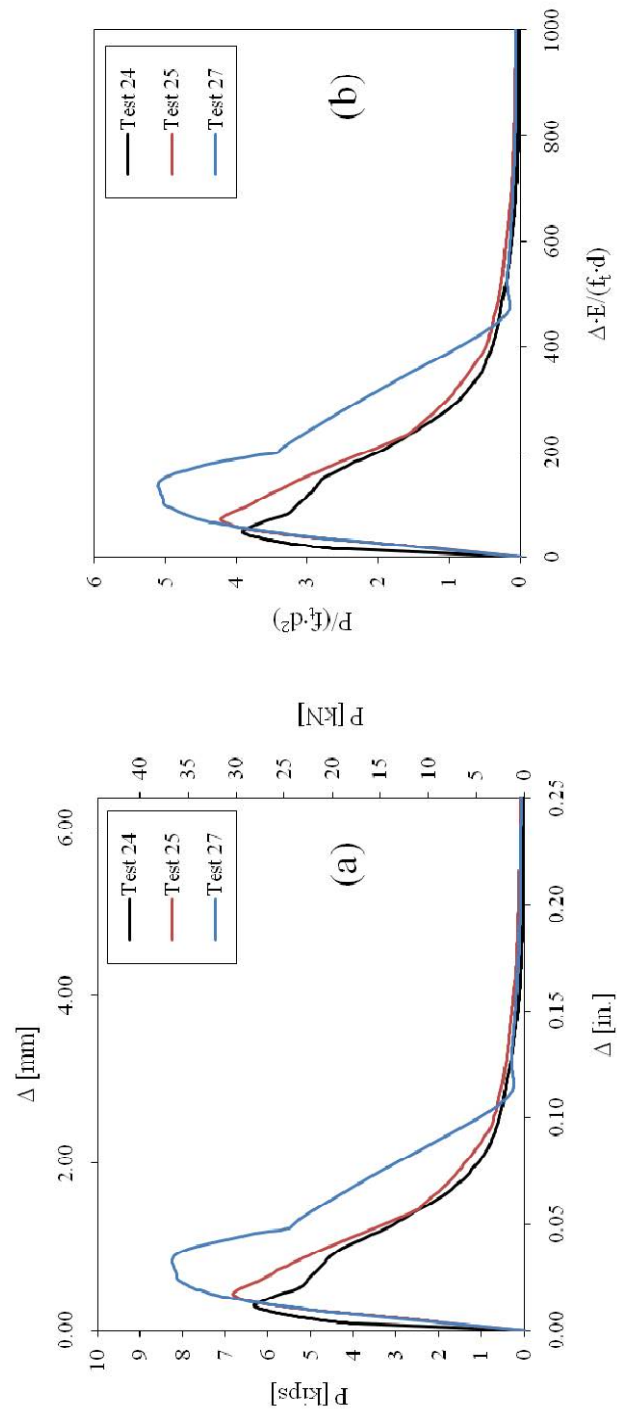 Δ [mm]
0.00 2.00 4.00 6.00
P [kips]
10
9
8
7
6
5
4
3
2
1
0
P [kN]
40
35
30
25
20
15
10
5
0
Test 24
Test 25
Test 27
(a)
0.00 0.05 0.10 0.15 0.20 0.25
Δ [in.]
P/(fₜ·d²)
6
5
4
3
2
1
0
Test 24
Test 25
Test 27
(b)
0 200 400 600 800 1000
Δ·E/(fₜ·d)